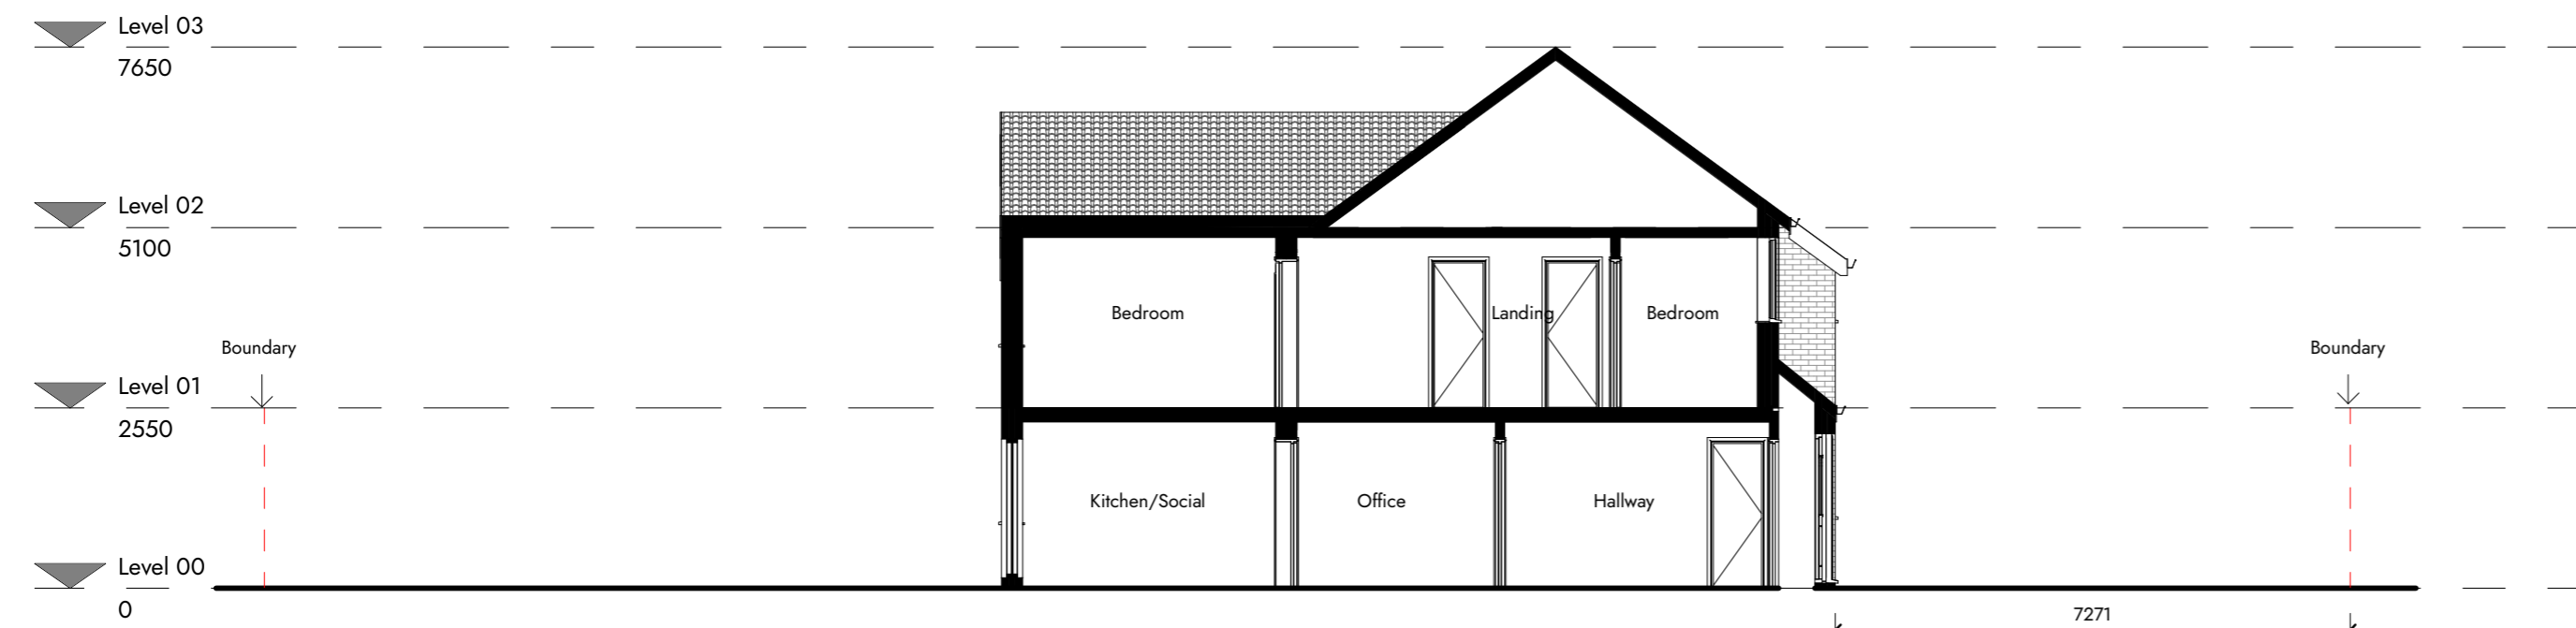 Level 03
7650
Level 02
5100
Bedroom
Landing
Bedroom
Boundary
Boundary
Level 01
2550
Kitchen/Social
Office
Hallway
Level 00
0
7271